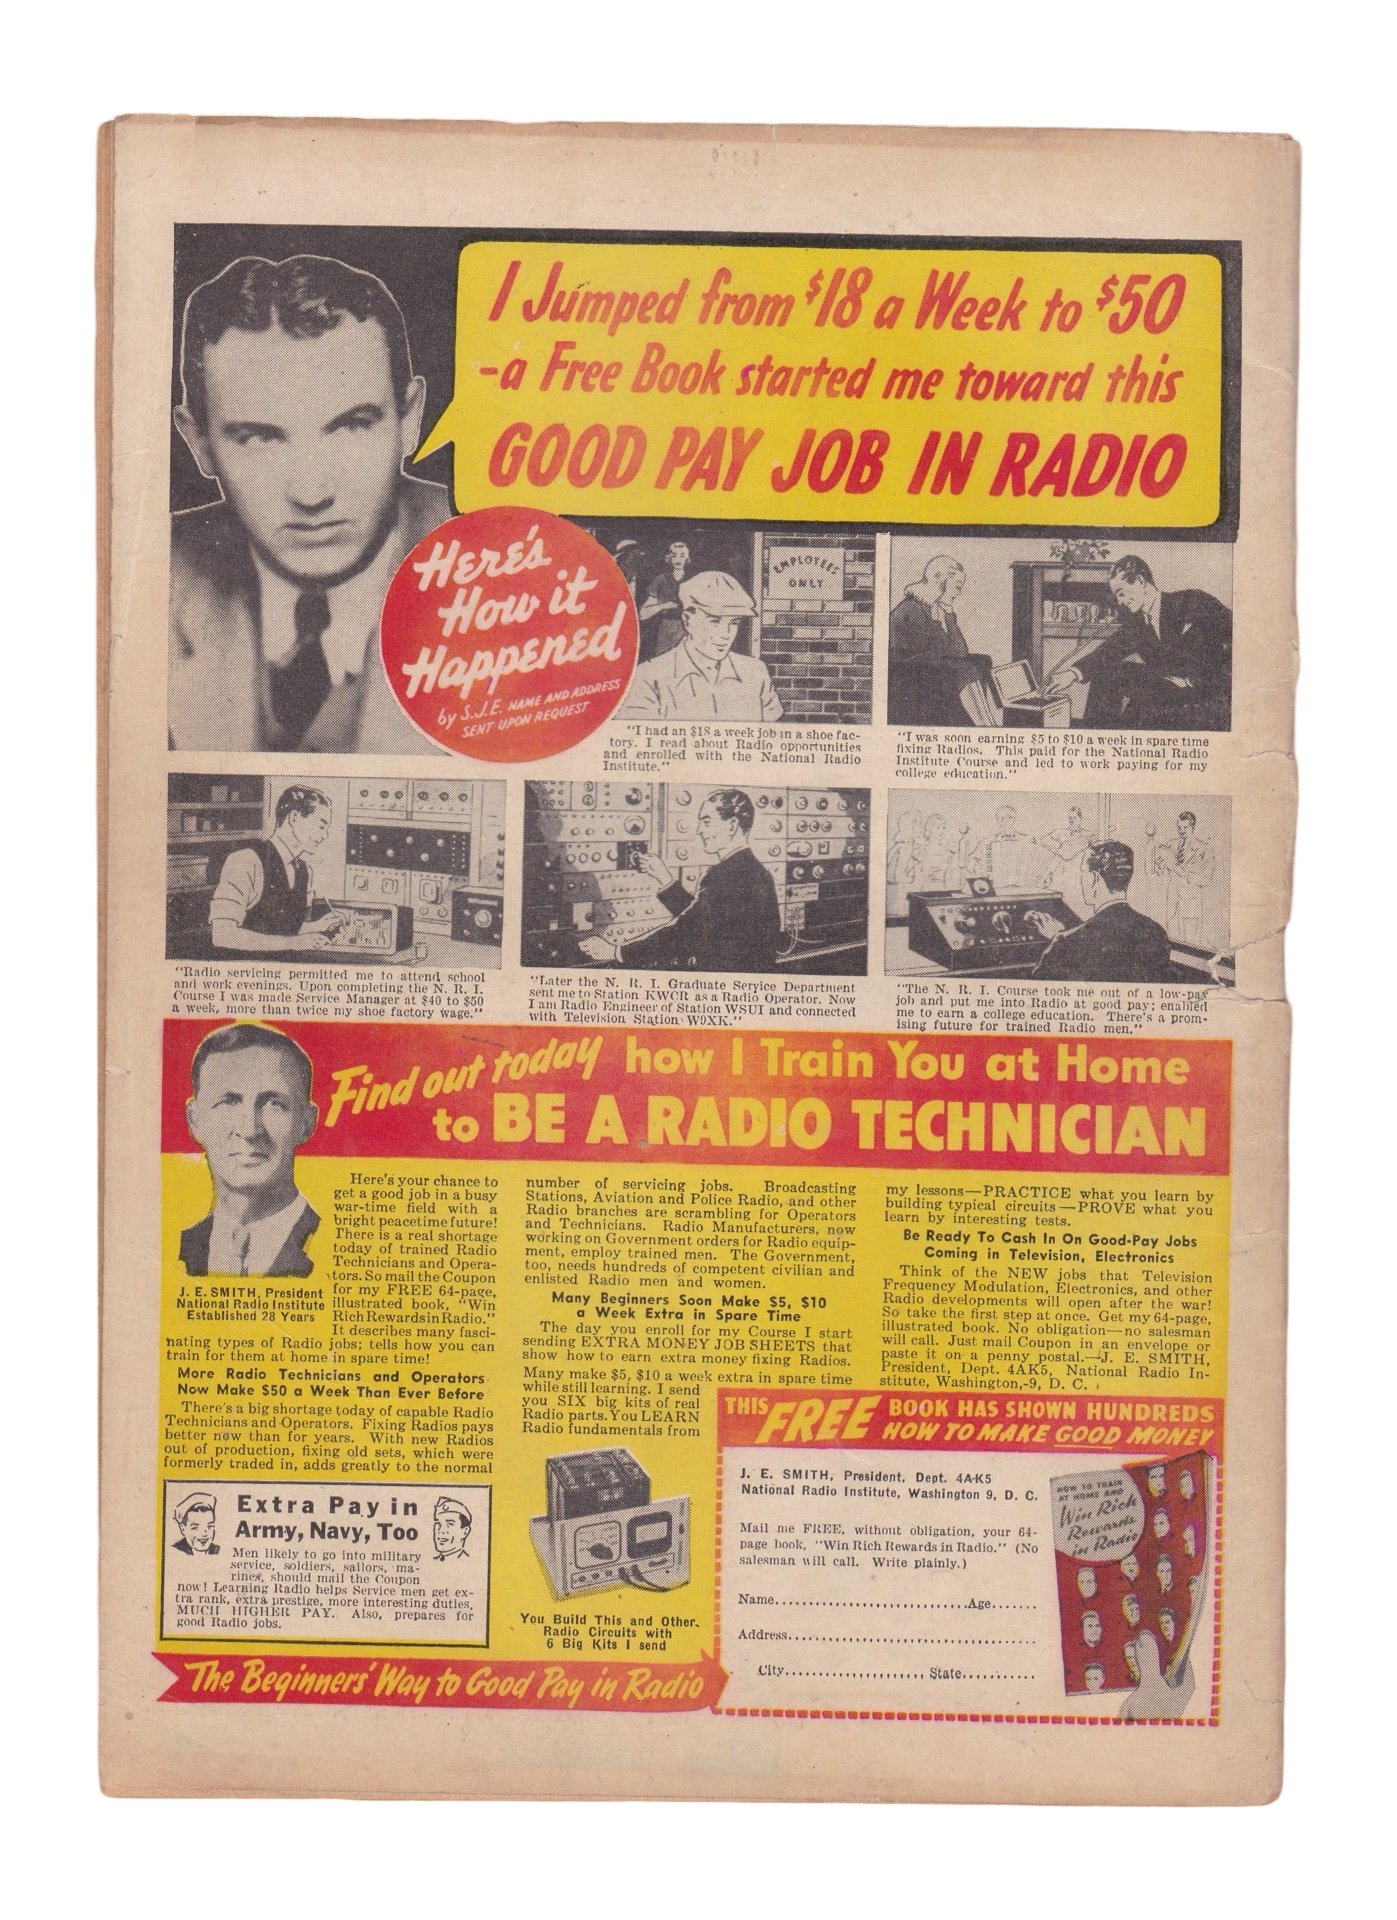 I Jumped from $18 a Week to $50
-a Free Book started me toward this
GOOD PAY JOB IN RADIO
Here's
How it
Happened
by S.J.E. NAME AND ADDRESS
SENT UPON REQUEST
EMPLOYEES
ONLY
"I had an $18 a week job in a shoe fac-
tory. I read about Radio opportunities
and enrolled with the National Radio
Institute."
"I was soon earning $5 to $10 a week in spare time
fixing Radios. This paid for the National Radio
Institute Course and led to work paying for my
college education."
"Radio servicing permitted me to attend school
and work evenings. Upon completing the N. R. I.
Course I was made Service Manager at $40 to $50
a week, more than twice my shoe factory wage."
"Later the N. R. I. Graduate Service Department
sent me to Station KWCR as a Radio Operator. Now
I am Radio Engineer of Station WSUI and connected
with Television Station W9XK."
"The N. R. I. Course took me out of a low-pay
job and put me into Radio at good pay; enabled
me to earn a college education. There's a prom-
ising future for trained Radio men."
Find out today how I Train You at Home
to BE A RADIO TECHNICIAN
J. E. SMITH, President
National Radio Institute
Established 28 Years
Here's your chance to
get a good job in a busy
war-time field with a
bright peacetime future!
There is a real shortage
today of trained Radio
Technicians and Opera-
tors. So mail the Coupon
for my FREE 64-page,
illustrated book, "Win
Rich Rewards in Radio."
It describes many fasci-
nating types of Radio jobs; tells how you can
train for them at home in spare time!
More Radio Technicians and Operators
Now Make $50 a Week Than Ever Before
There's a big shortage today of capable Radio
Technicians and Operators. Fixing Radios pays
better now than for years. With new Radios
out of production, fixing old sets, which were
formerly traded in, adds greatly to the normal
number of servicing jobs. Broadcasting
Stations, Aviation and Police Radio, and other
Radio branches are scrambling for Operators
and Technicians. Radio Manufacturers, now
working on Government orders for Radio equip-
ment, employ trained men. The Government,
too, needs hundreds of competent civilian and
enlisted Radio men and women.
Many Beginners Soon Make $5, $10
a Week Extra in Spare Time
The day you enroll for my Course I start
sending EXTRA MONEY JOB SHEETS that
show how to earn extra money fixing Radios.
Many make $5, $10 a week extra in spare time
while still learning. I send
you SIX big kits of real
Radio parts. You LEARN
Radio fundamentals from
my lessons—PRACTICE what you learn by
building typical circuits—PROVE what you
learn by interesting tests.
Be Ready To Cash In On Good-Pay Jobs
Coming in Television, Electronics
Think of the NEW jobs that Television
Frequency Modulation, Electronics, and other
Radio developments will open after the war!
So take the first step at once. Get my 64-page,
illustrated book. No obligation—no salesman
will call. Just mail Coupon in an envelope or
paste it on a penny postal.—J. E. SMITH,
President, Dept. 4AK5, National Radio In-
stitute, Washington,-9, D. C.
Extra Pay in
Army, Navy, Too
Men likely to go into military
service, soldiers, sailors, ma-
rines, should mail the Coupon
now! Learning Radio helps Service men get ex-
tra rank, extra prestige, more interesting duties,
MUCH HIGHER PAY. Also, prepares for
good Radio jobs.
You Build This and Other
Radio Circuits with
6 Big Kits I send
The Beginners' Way to Good Pay in Radio
THIS FREE BOOK HAS SHOWN HUNDREDS
HOW TO MAKE GOOD MONEY
J. E. SMITH, President, Dept. 4A-K5
National Radio Institute, Washington 9, D. C.
Mail me FREE, without obligation, your 64-
page book, "Win Rich Rewards in Radio." (No
salesman will call. Write plainly.)
Name..............................Age.......
Address.....................................
City..................... State...........
HOW TO TRAIN
AT HOME AND
Win Rich
Rewards
in Radio